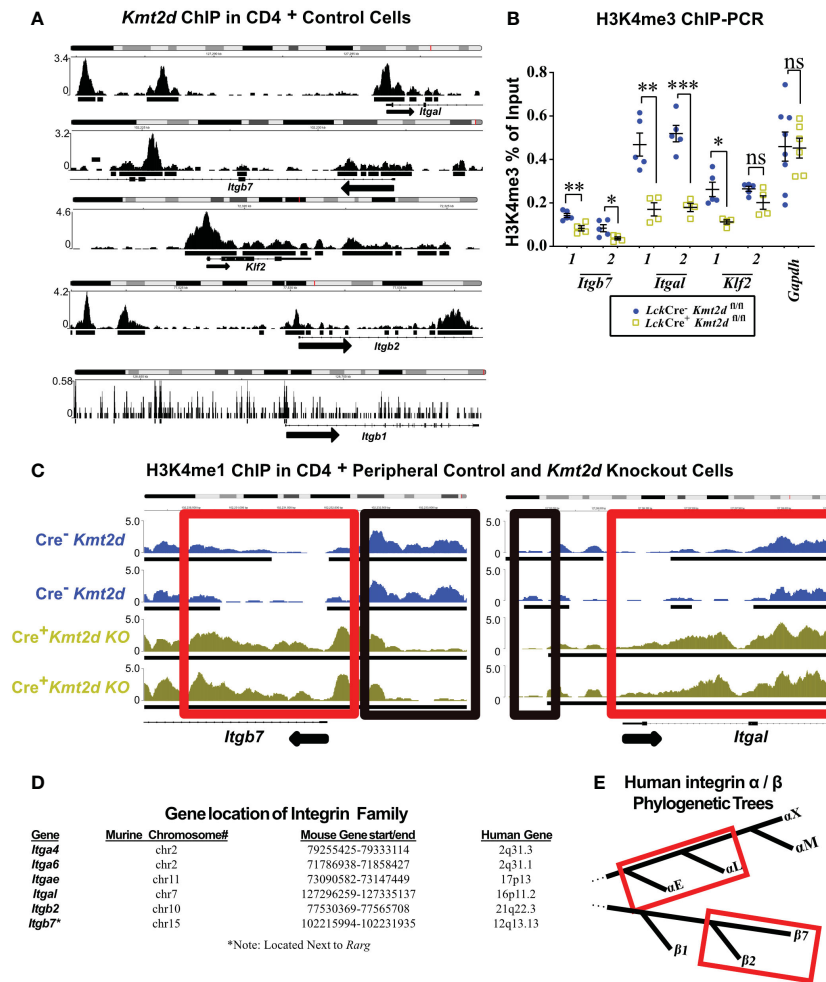 A
Kmt2d ChIP in CD4 + Control Cells
3.4
0
Itgal
3.2
0
Itgb7
4.6
0
Klf2
4.2
0
Itgb2
0.58
0
Itgb1
B
H3K4me3 ChIP-PCR
H3K4me3 % of Input
0.8
0.6
0.4
0.2
0.0
** * ** *** * ns ns
1 2 1 2 1 2
Itgb7 Itgal Klf2 Gapdh
LckCre- Kmt2d fl/fl
LckCre+ Kmt2d fl/fl
C
H3K4me1 ChIP in CD4 + Peripheral Control and Kmt2d Knockout Cells
Cre- Kmt2d
5.0
0
5.0
0
Cre- Kmt2d
5.0
0
5.0
0
Cre+ Kmt2d KO
5.0
0
5.0
0
Cre+ Kmt2d KO
5.0
0
5.0
0
Itgb7
Itgal
D
Gene location of Integrin Family
Gene Murine Chromosome# Mouse Gene start/end Human Gene
Itga4 chr2 79255425-79333114 2q31.3
Itga6 chr2 71786938-71858427 2q31.1
Itgae chr11 73090582-73147449 17p13
Itgal chr7 127296259-127335137 16p11.2
Itgb2 chr10 77530369-77565708 21q22.3
Itgb7* chr15 102215994-102231935 12q13.13
*Note: Located Next to Rarg
E
Human integrin α / β
Phylogenetic Trees
αX
αM
αL
αE
...
...
β7
β1
β2